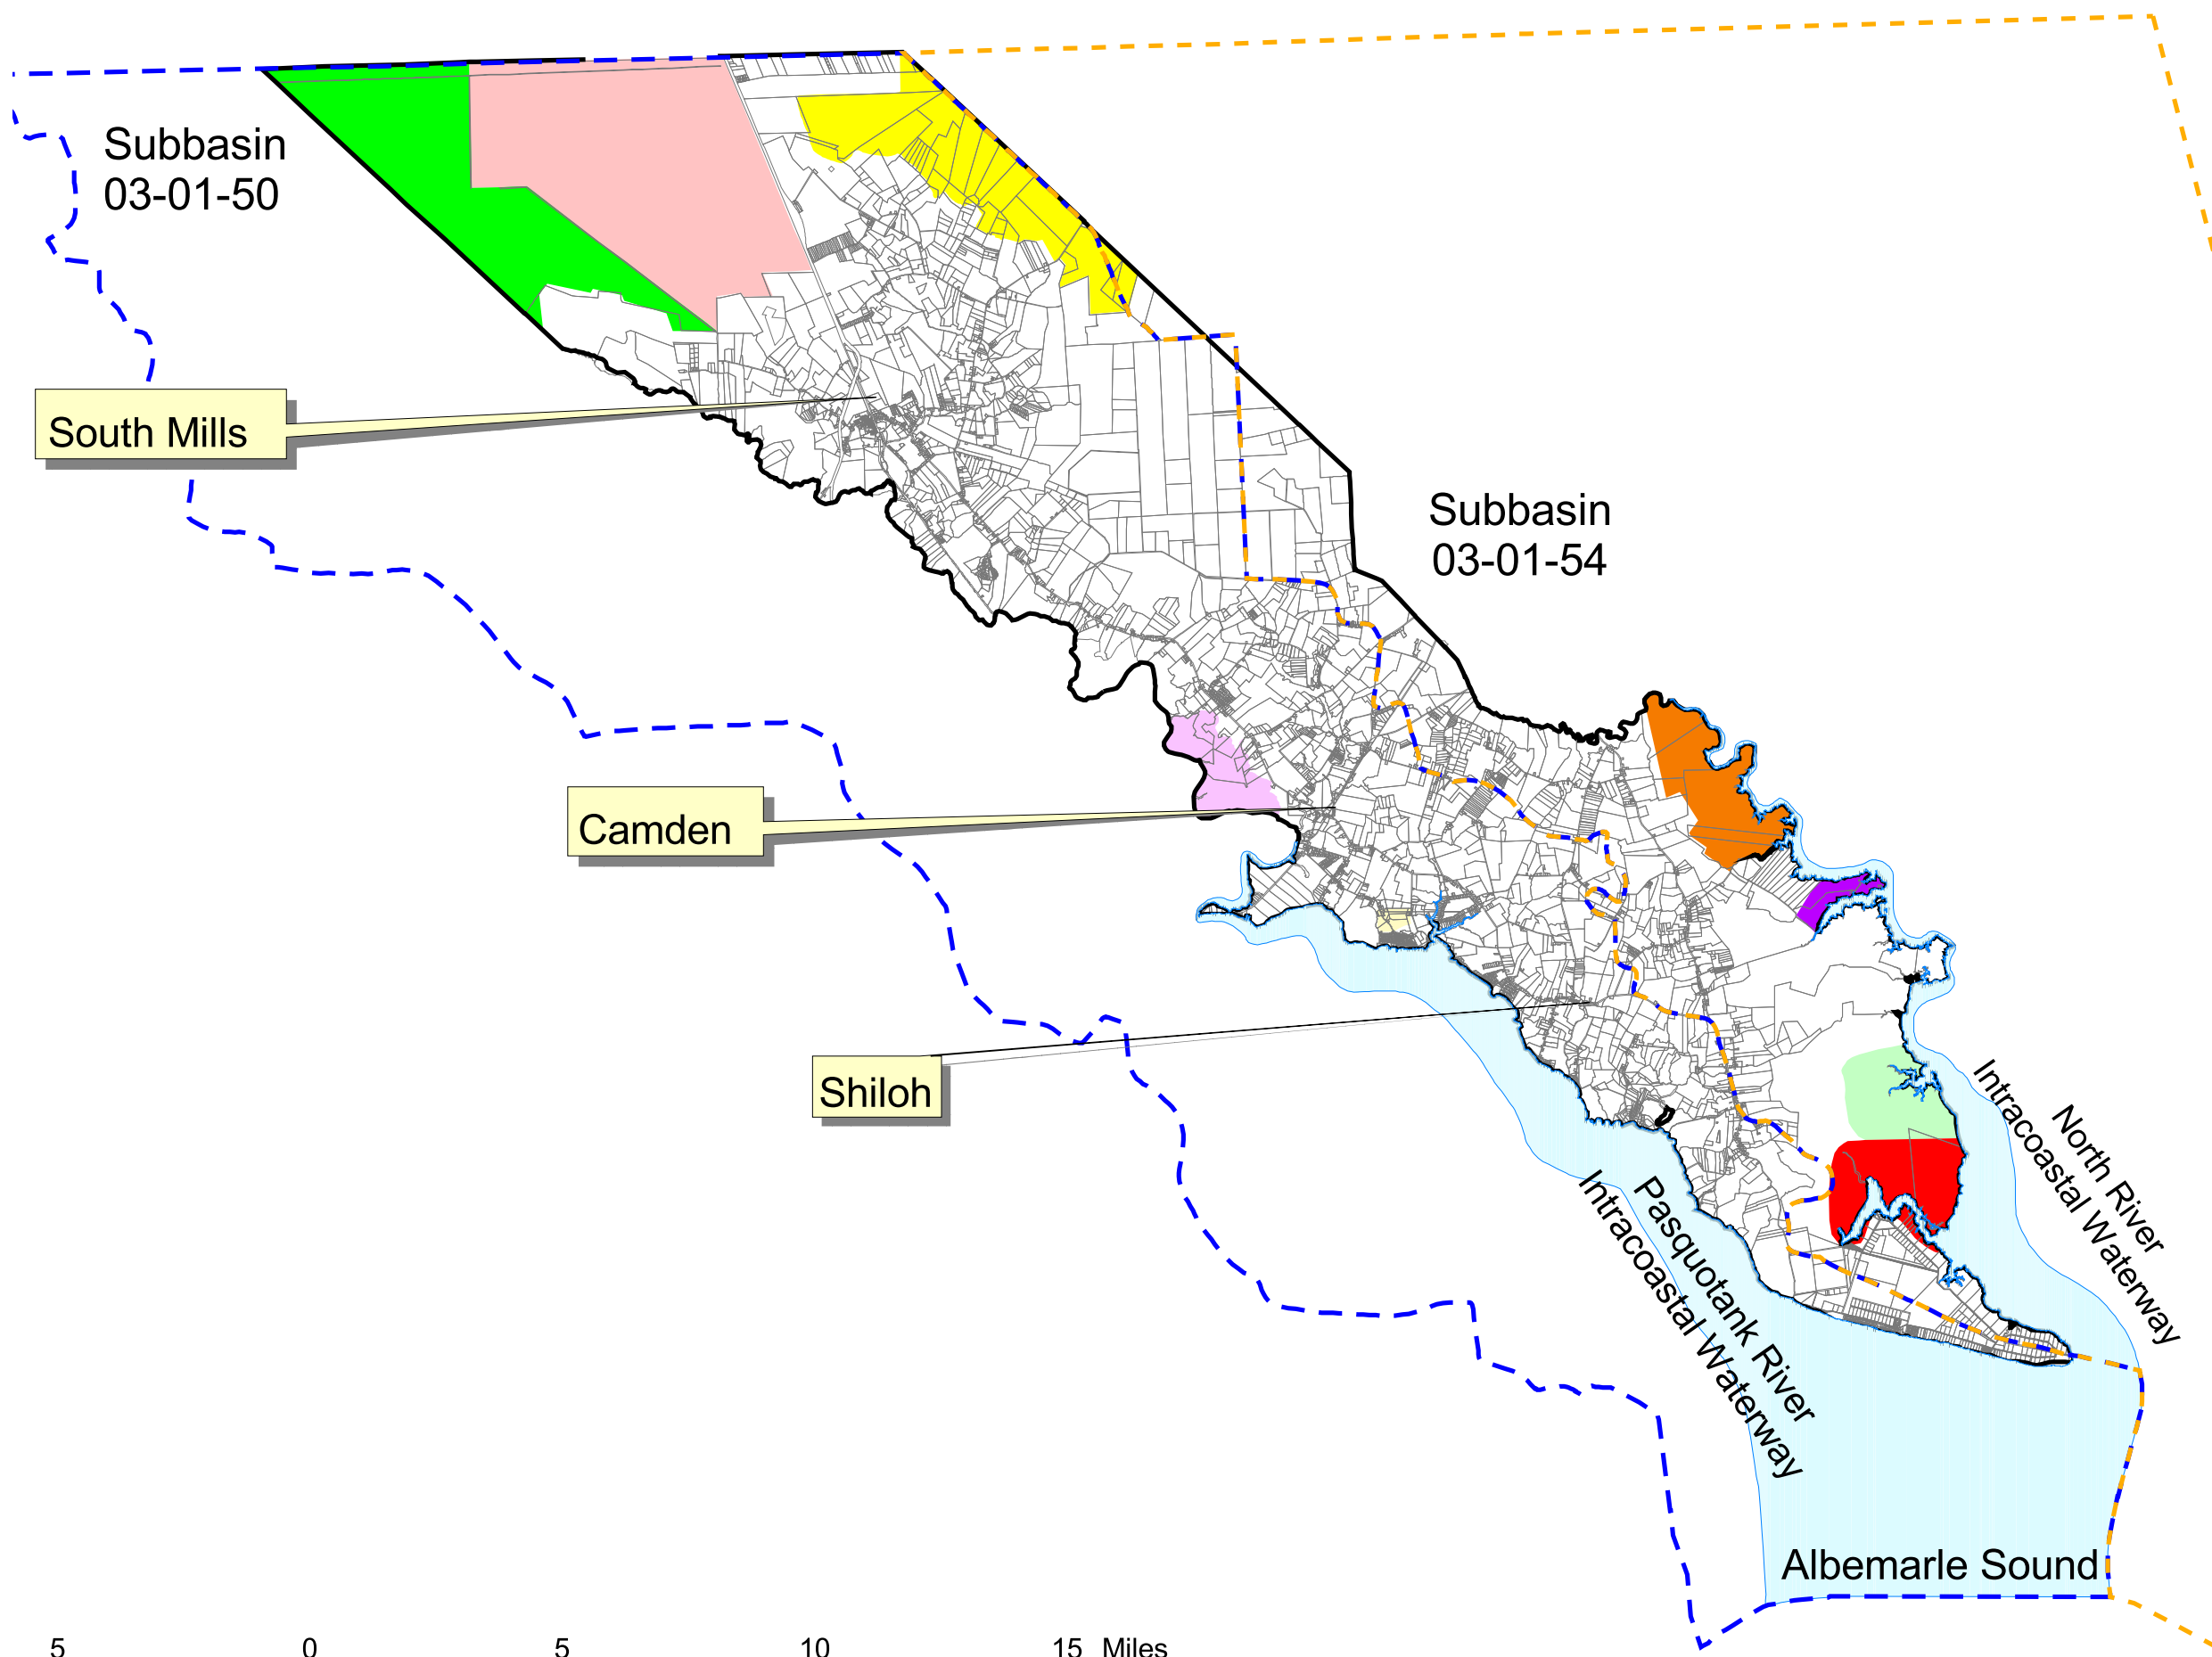 Subbasin
03-01-50
South Mills
Subbasin
03-01-54
Camden
Shiloh
North River
Intracoastal Waterway
Pasquotank River
Intracoastal Waterway
Albemarle Sound
5 0 5 10 15 Miles